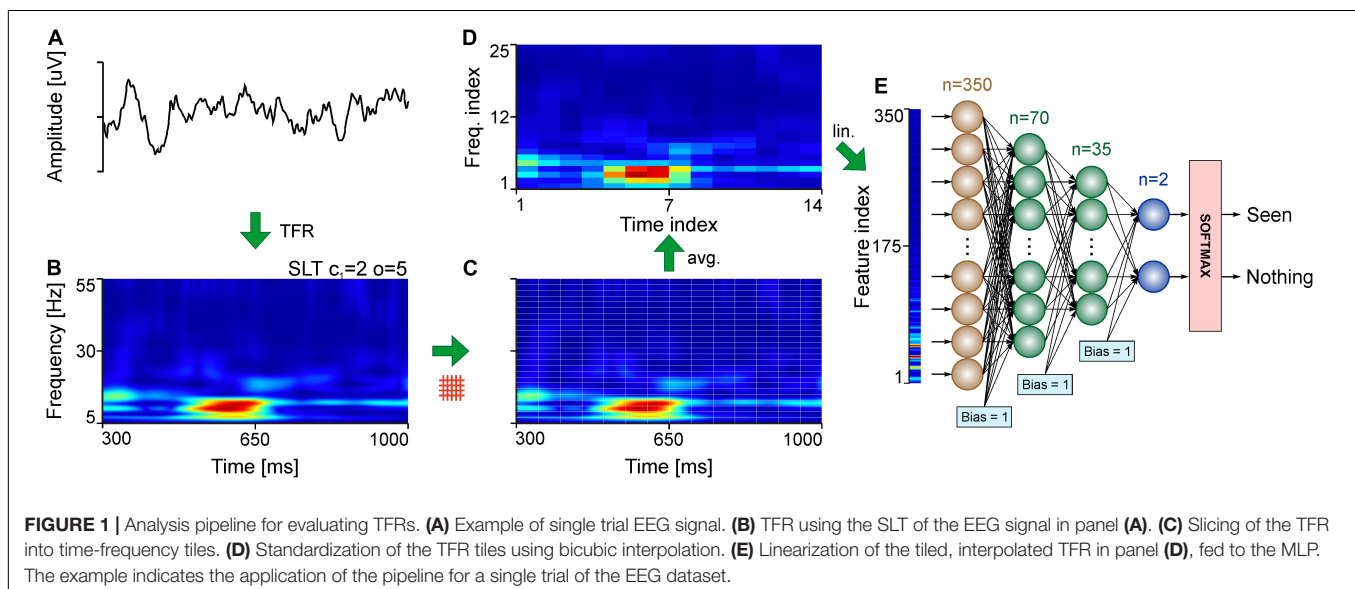 A
Amplitude [uV]
TFR
B
SLT c1=2 o=5
Frequency [Hz]
55
30
5
300
650
1000
Time [ms]
C
300
650
1000
Time [ms]
avg.
D
Freq. index
25
12
1
1
7
14
Time index
lin.
E
Feature index
350
175
1
n=350
n=70
n=35
n=2
Bias = 1
Bias = 1
Bias = 1
SOFTMAX
Seen
Nothing
FIGURE 1 | Analysis pipeline for evaluating TFRs. (A) Example of single trial EEG signal. (B) TFR using the SLT of the EEG signal in panel (A). (C) Slicing of the TFR
into time-frequency tiles. (D) Standardization of the TFR tiles using bicubic interpolation. (E) Linearization of the tiled, interpolated TFR in panel (D), fed to the MLP.
The example indicates the application of the pipeline for a single trial of the EEG dataset.